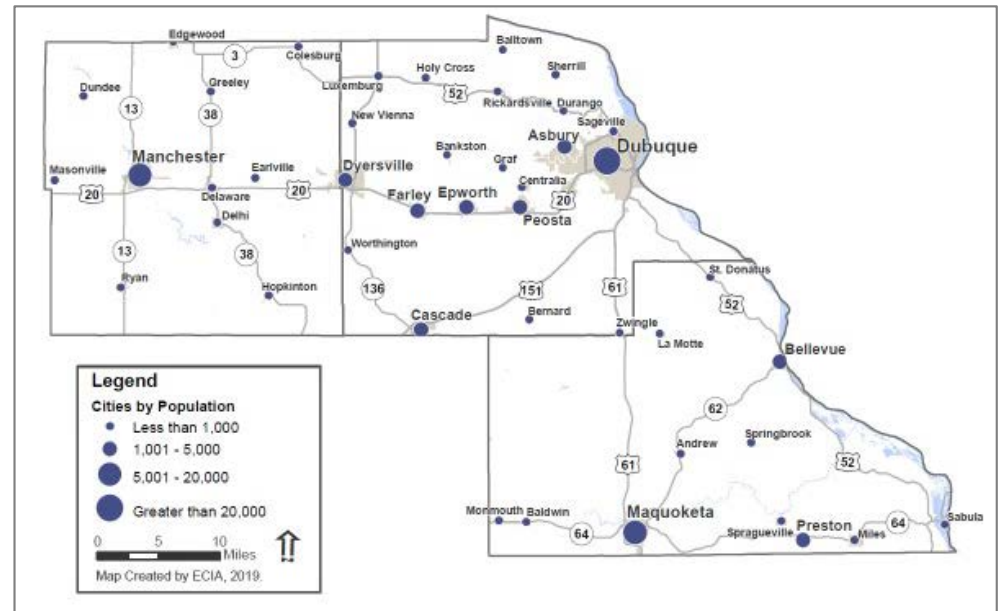 Edgewood
3
Colesburg
Balltown
Sherrill
Holy Cross
Luxemburg
52
Rickardsville
Durango
Dundee
Greeley
13
38
New Vienna
Sageville
Asbury
Dubuque
Bankston
Graf
Manchester
Masonville
Earlville
Dyersville
Centralia
20
20
20
Delaware
Farley
Epworth
Peosta
Delhi
13
38
Worthington
Ryan
Hopkinton
136
151
61
St. Donatus
52
Cascade
Bernard
Zwingle
La Motte
Bellevue
62
Andrew
Springbrook
61
52
Monmouth
Baldwin
64
Maquoketa
Spragueville
Preston
Miles
64
Sabula
Legend
Cities by Population
Less than 1,000
1,001 - 5,000
5,001 - 20,000
Greater than 20,000
0 5 10
Miles
Map Created by ECIA, 2019.